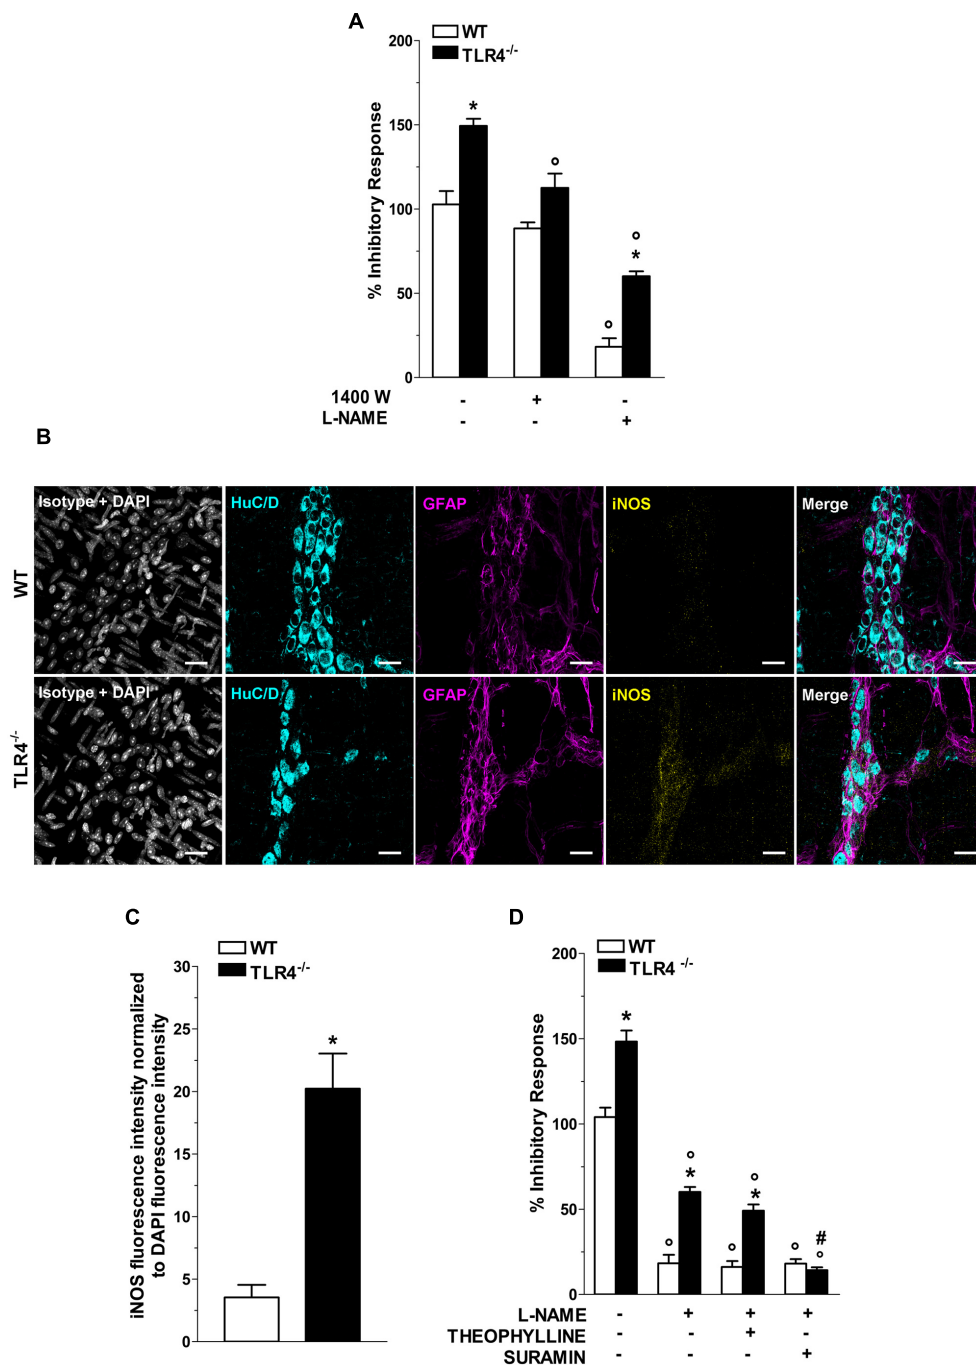 A
WT
TLR4-/-
200
150
100
50
0
% Inhibitory Response
*
°
°
°
*
1400 W - + -
L-NAME - - +
B
WT
Isotype + DAPI HuC/D GFAP iNOS Merge
TLR4-/-
Isotype + DAPI HuC/D GFAP iNOS Merge
C
WT
TLR4-/-
30
25
20
15
10
5
0
iNOS fluorescence intensity normalized
to DAPI fluorescence intensity
*
D
WT
TLR4 -/-
200
150
100
50
0
% Inhibitory Response
*
°
°
*
°
°
*
°
#
°
L-NAME - + + +
THEOPHYLLINE - - + -
SURAMIN - - - +